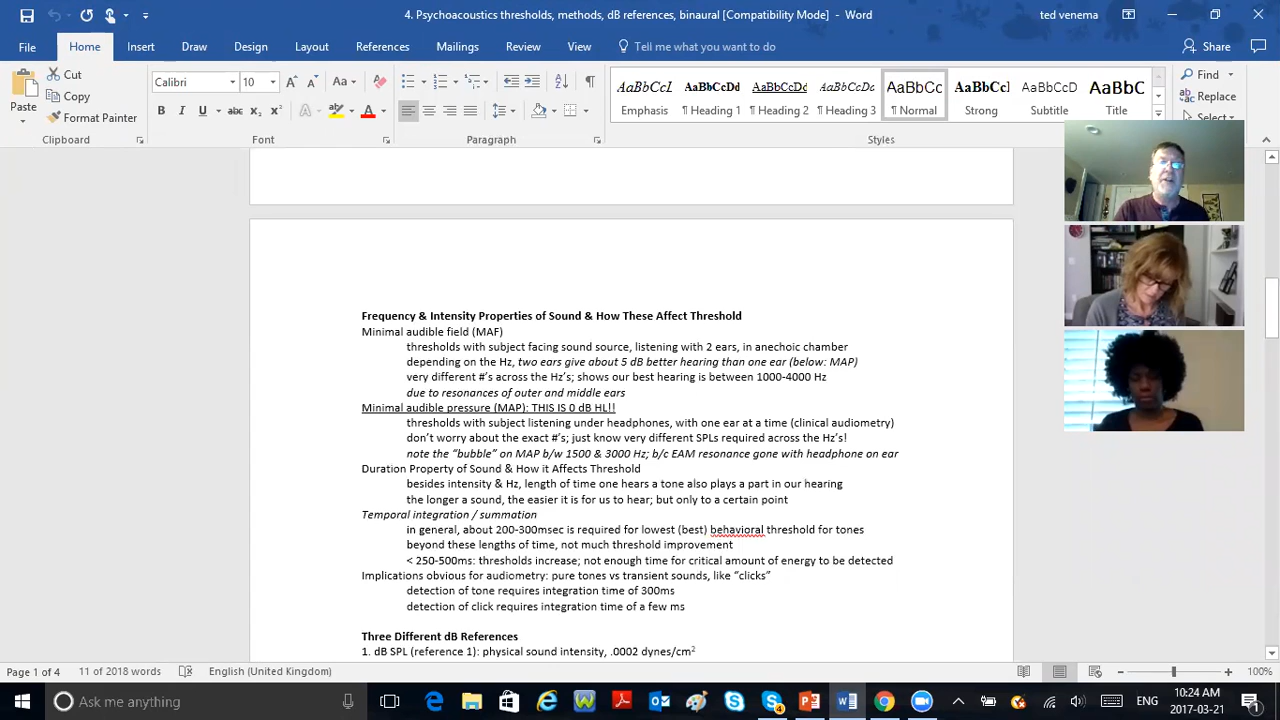 4. Psychoacoustics thresholds, methods, dB references, binaural [Compatibility Mode] - Word
ted venema
File Home Insert Draw Design Layout References Mailings Review View Tell me what you want to do Share
Paste
Cut
Copy
Format Painter
Clipboard
Calibri 10
Font
Paragraph
AaBbCcI AaBbCcDd AaBbCcDd AaBbCcDd AaBbCc AaBbCcI AaBbCcD AaBbC
Emphasis ¶ Heading 1 ¶ Heading 2 ¶ Heading 3 ¶ Normal Strong Subtitle Title
Styles
Find
Replace
Select
Frequency & Intensity Properties of Sound & How These Affect Threshold
Minimal audible field (MAF)
thresholds with subject facing sound source, listening with 2 ears, in anechoic chamber
depending on the Hz, two ears give about 5 dB better hearing than one ear (below: MAP)
very different #’s across the Hz’s; shows our best hearing is between 1000-4000 Hz
due to resonances of outer and middle ears
Minimal audible pressure (MAP): THIS IS 0 dB HL!!
thresholds with subject listening under headphones, with one ear at a time (clinical audiometry)
don’t worry about the exact #’s; just know very different SPLs required across the Hz’s!
note the “bubble” on MAP b/w 1500 & 3000 Hz; b/c EAM resonance gone with headphone on ear
Duration Property of Sound & How it Affects Threshold
besides intensity & Hz, length of time one hears a tone also plays a part in our hearing
the longer a sound, the easier it is for us to hear; but only to a certain point
Temporal integration / summation
in general, about 200-300msec is required for lowest (best) behavioral threshold for tones
beyond these lengths of time, not much threshold improvement
< 250-500ms: thresholds increase; not enough time for critical amount of energy to be detected
Implications obvious for audiometry: pure tones vs transient sounds, like “clicks”
detection of tone requires integration time of 300ms
detection of click requires integration time of a few ms
Three Different dB References
1. dB SPL (reference 1): physical sound intensity, .0002 dynes/cm2
Page 1 of 4 11 of 2018 words English (United Kingdom) 100%
Ask me anything
ENG
10:24 AM
2017-03-21